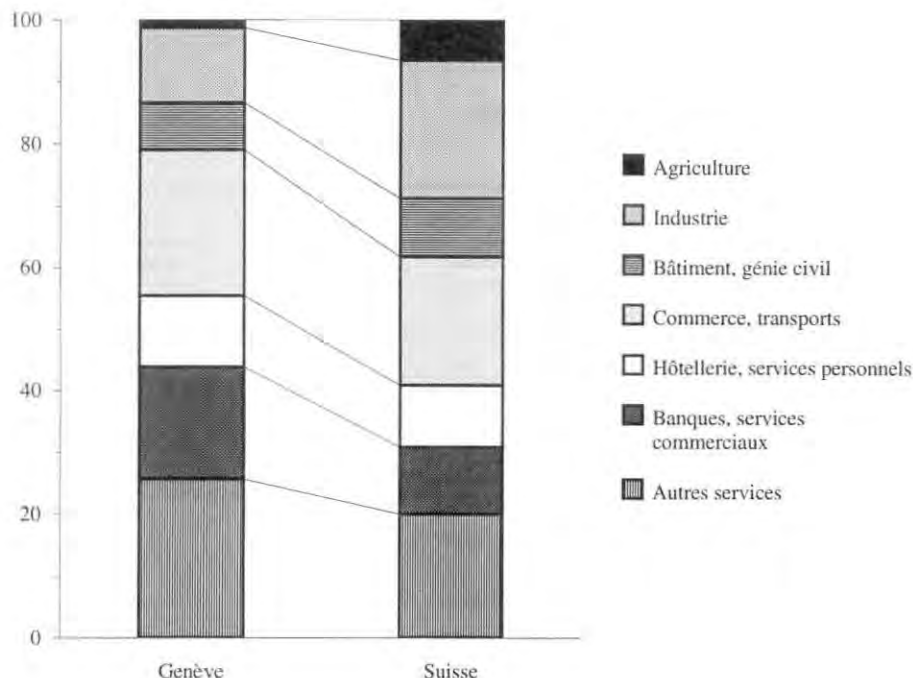 100
80
60
40
20
0
Genève
Suisse
Agriculture
Industrie
Bâtiment, génie civil
Commerce, transports
Hôtellerie, services personnels
Banques, services
commerciaux
Autres services